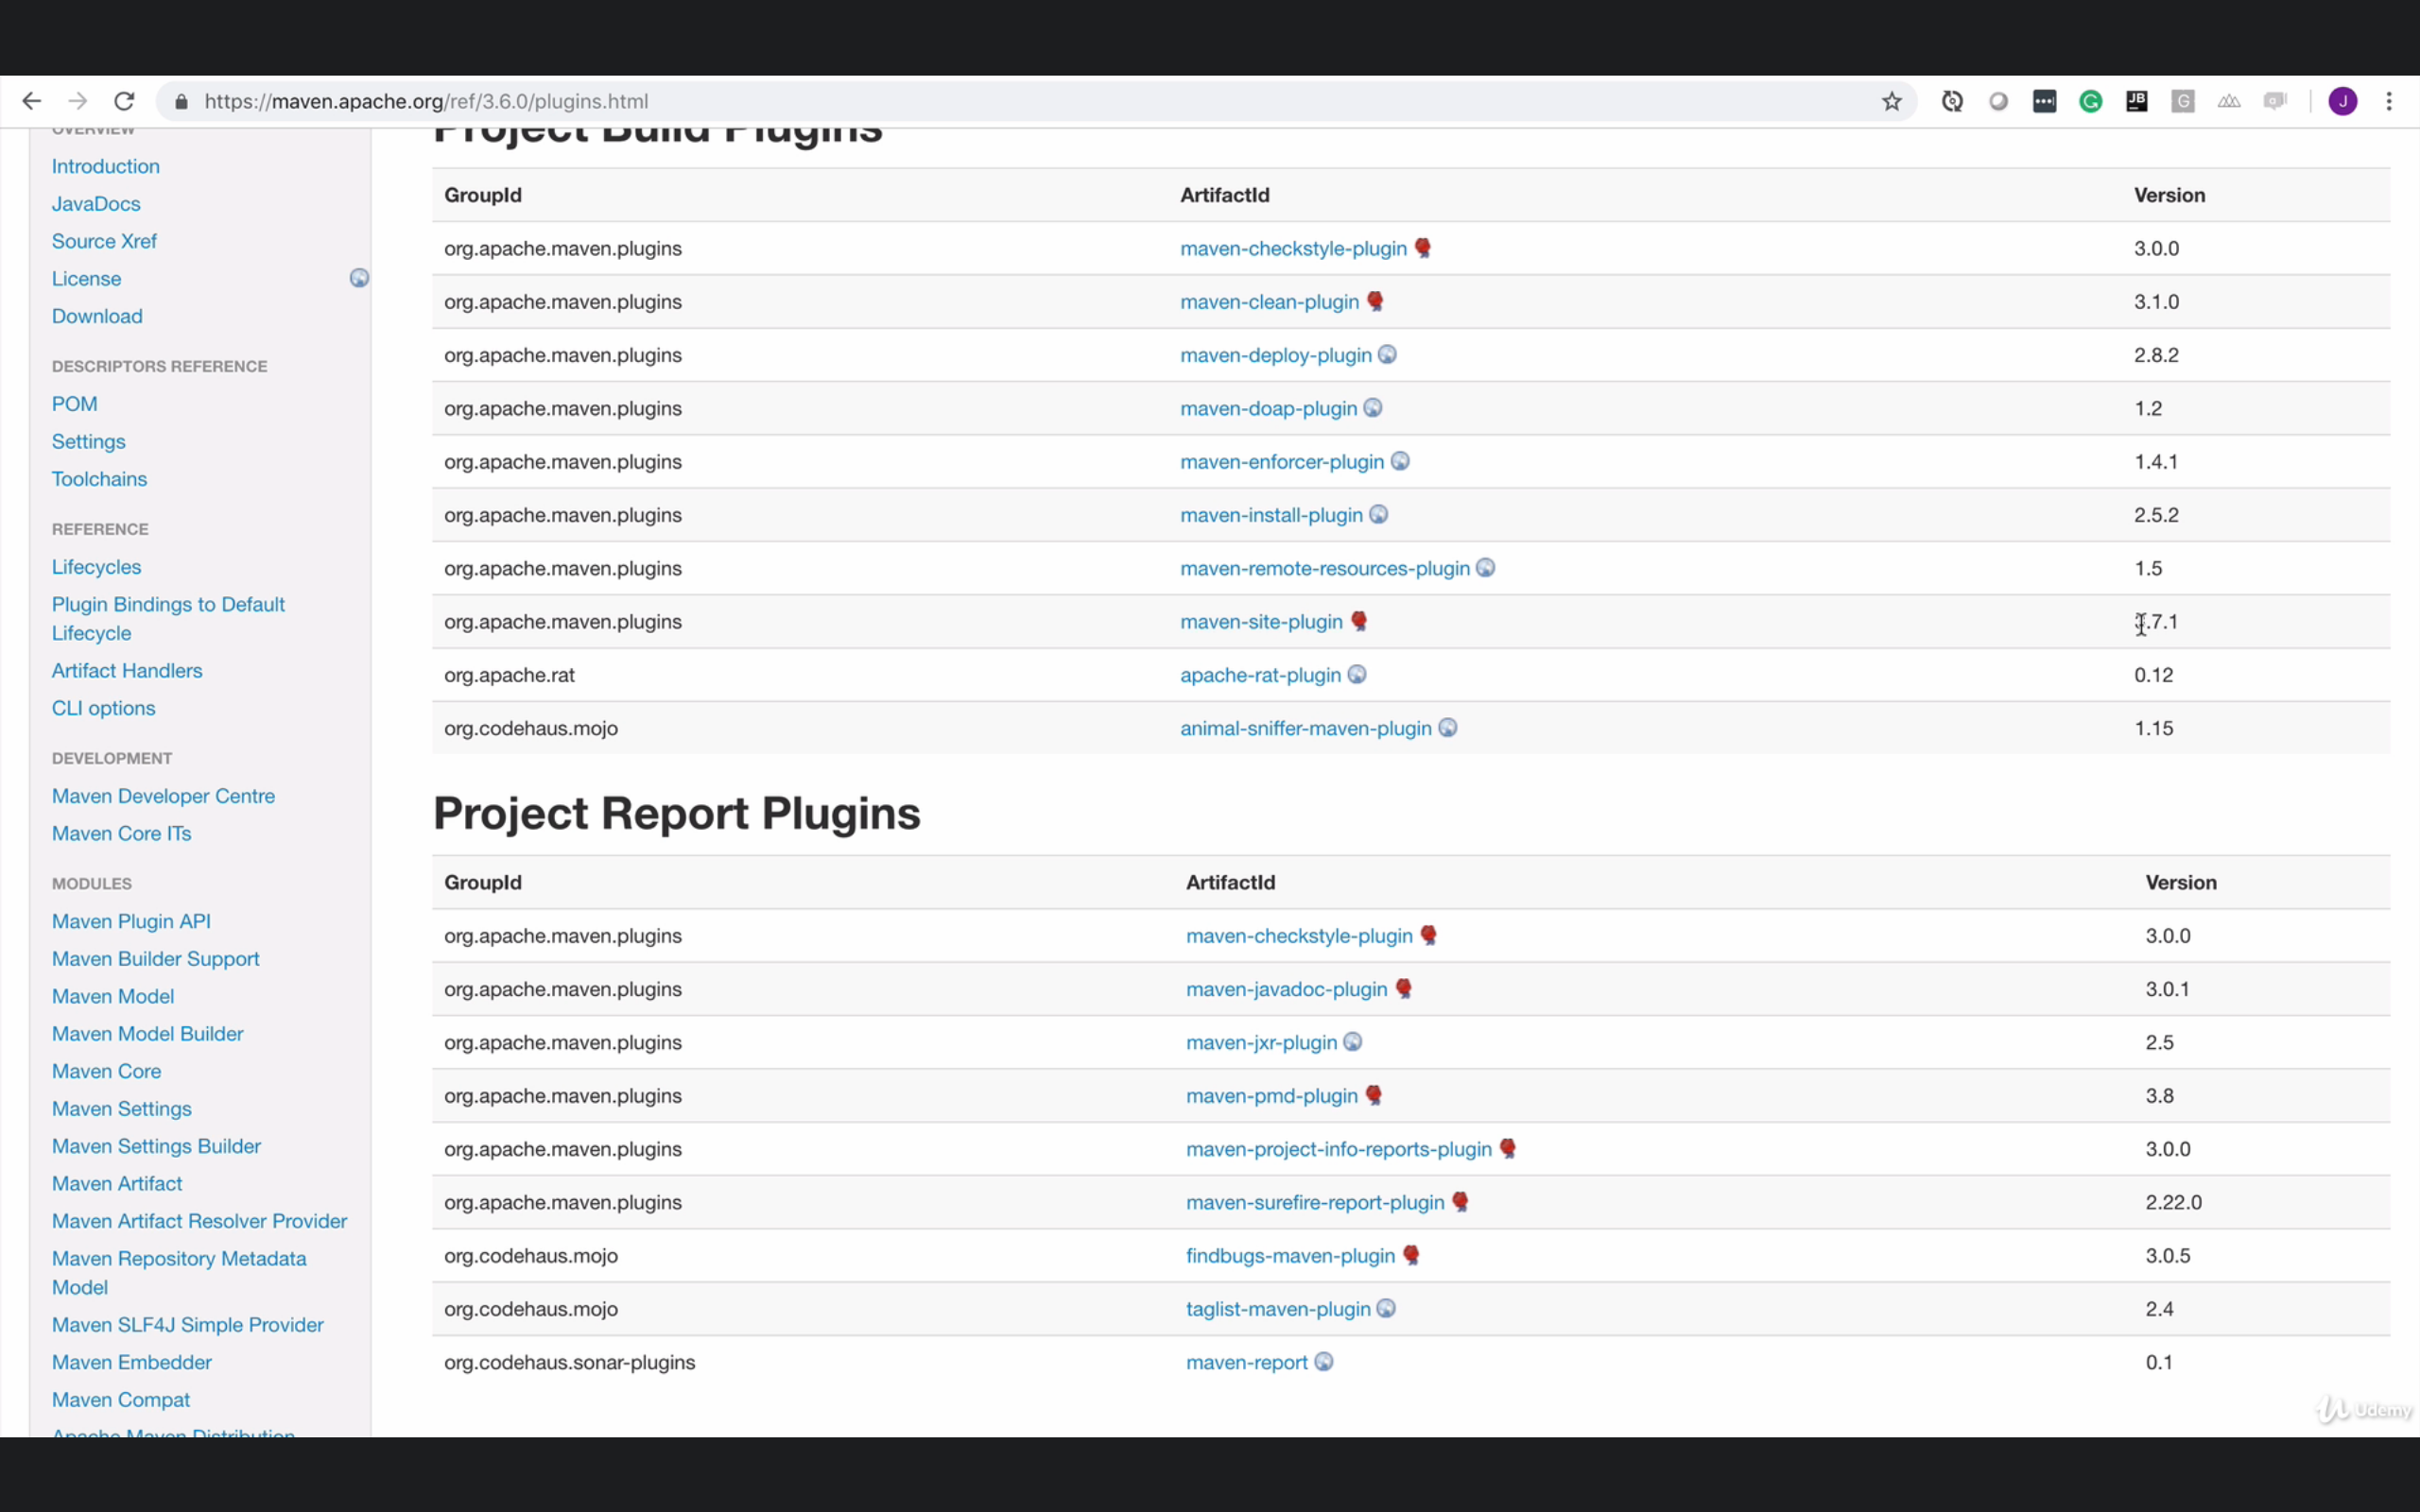 https://maven.apache.org/ref/3.6.0/plugins.html
J
OVERVIEW
Introduction
JavaDocs
Source Xref
License
Download
DESCRIPTORS REFERENCE
POM
Settings
Toolchains
REFERENCE
Lifecycles
Plugin Bindings to Default
Lifecycle
Artifact Handlers
CLI options
DEVELOPMENT
Maven Developer Centre
Maven Core ITs
MODULES
Maven Plugin API
Maven Builder Support
Maven Model
Maven Model Builder
Maven Core
Maven Settings
Maven Settings Builder
Maven Artifact
Maven Artifact Resolver Provider
Maven Repository Metadata
Model
Maven SLF4J Simple Provider
Maven Embedder
Maven Compat
Apache Maven Distribution
Project Build Plugins
GroupId ArtifactId Version
org.apache.maven.plugins maven-checkstyle-plugin 3.0.0
org.apache.maven.plugins maven-clean-plugin 3.1.0
org.apache.maven.plugins maven-deploy-plugin 2.8.2
org.apache.maven.plugins maven-doap-plugin 1.2
org.apache.maven.plugins maven-enforcer-plugin 1.4.1
org.apache.maven.plugins maven-install-plugin 2.5.2
org.apache.maven.plugins maven-remote-resources-plugin 1.5
org.apache.maven.plugins maven-site-plugin .7.1
org.apache.rat apache-rat-plugin 0.12
org.codehaus.mojo animal-sniffer-maven-plugin 1.15
Project Report Plugins
GroupId ArtifactId Version
org.apache.maven.plugins maven-checkstyle-plugin 3.0.0
org.apache.maven.plugins maven-javadoc-plugin 3.0.1
org.apache.maven.plugins maven-jxr-plugin 2.5
org.apache.maven.plugins maven-pmd-plugin 3.8
org.apache.maven.plugins maven-project-info-reports-plugin 3.0.0
org.apache.maven.plugins maven-surefire-report-plugin 2.22.0
org.codehaus.mojo findbugs-maven-plugin 3.0.5
org.codehaus.mojo taglist-maven-plugin 2.4
org.codehaus.sonar-plugins maven-report 0.1
Udemy